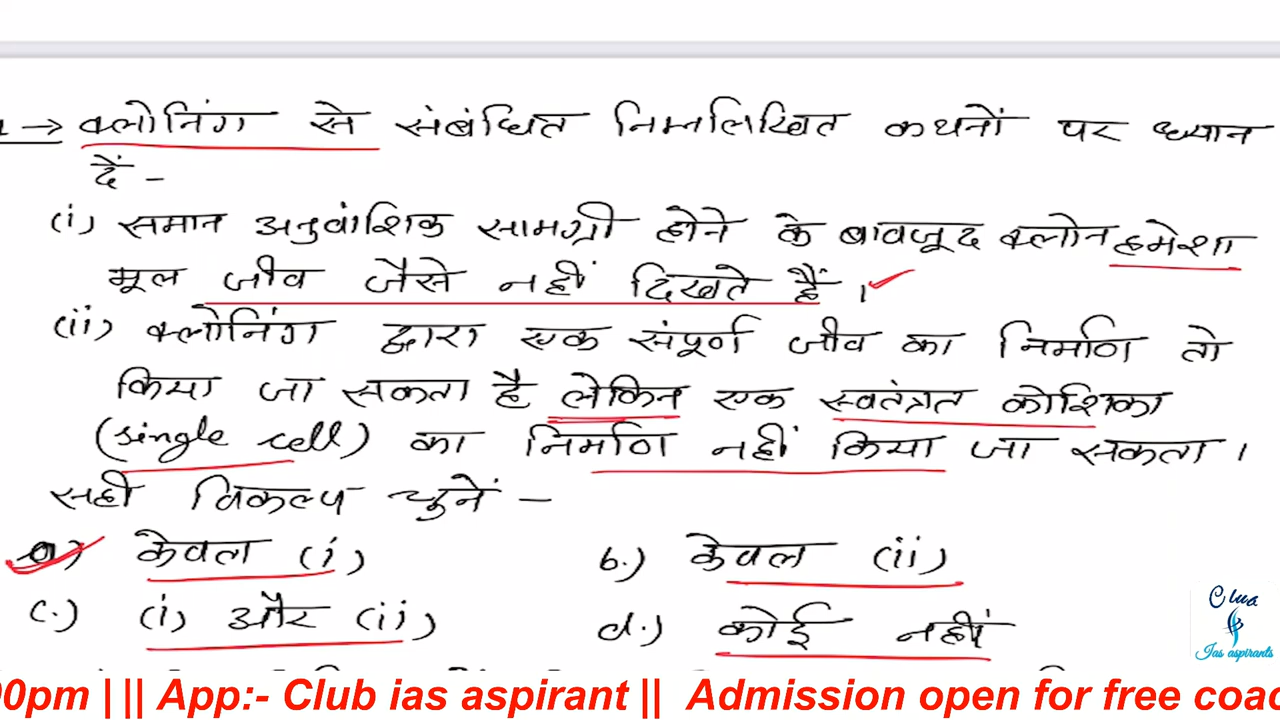 → क्लोनिंग से संबंधित निम्नलिखित कथनों पर ध्यान
दें -
(i) समान अनुवांशिक सामग्री होने के बावजूद क्लोन हमेशा
मूल जीव जैसे नहीं दिखते हैं ।
(ii) क्लोनिंग द्वारा एक संपूर्ण जीव का निर्माण तो
किया जा सकता है लेकिन एक स्वतंत्रत कोशिका
(single cell) का निर्माण नहीं किया जा सकता ।
सही विकल्प चुनें -
a) केवल (i) b.) केवल (ii)
c.) (i) और (ii) d.) कोई नहीं
Club
Ias aspirants
00pm | || App:- Club ias aspirant || Admission open for free coac